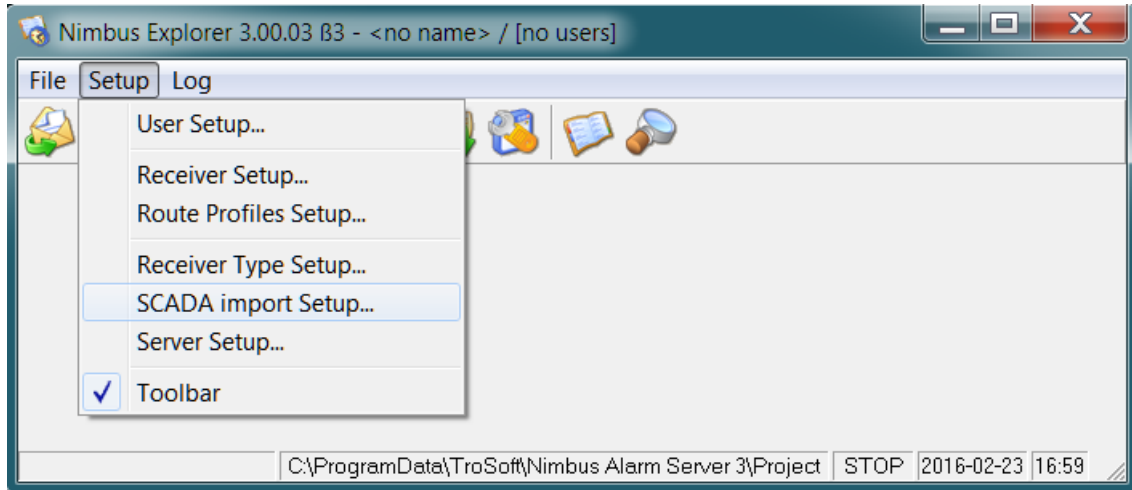 Nimbus Explorer 3.00.03 ß3 - <no name> / [no users]
File Setup Log
User Setup...
Receiver Setup...
Route Profiles Setup...
Receiver Type Setup...
SCADA import Setup...
Server Setup...
Toolbar
C:\ProgramData\TroSoft\Nimbus Alarm Server 3\Project STOP 2016-02-23 16:59